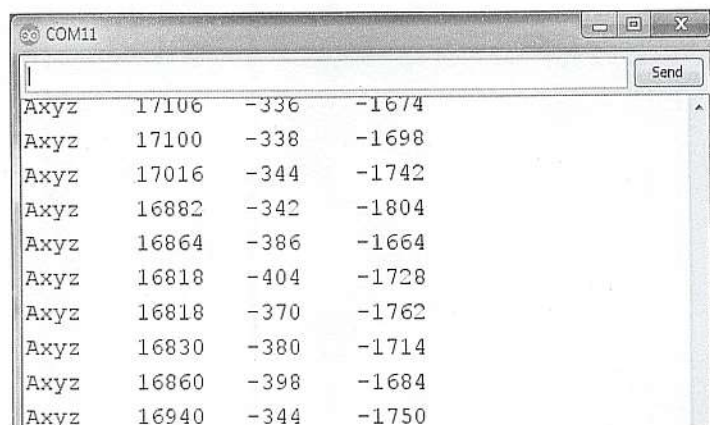 COM11
Send
Axyz 17106 -336 -1674
Axyz 17100 -338 -1698
Axyz 17016 -344 -1742
Axyz 16882 -342 -1804
Axyz 16864 -386 -1664
Axyz 16818 -404 -1728
Axyz 16818 -370 -1762
Axyz 16830 -380 -1714
Axyz 16860 -398 -1684
Axyz 16940 -344 -1750